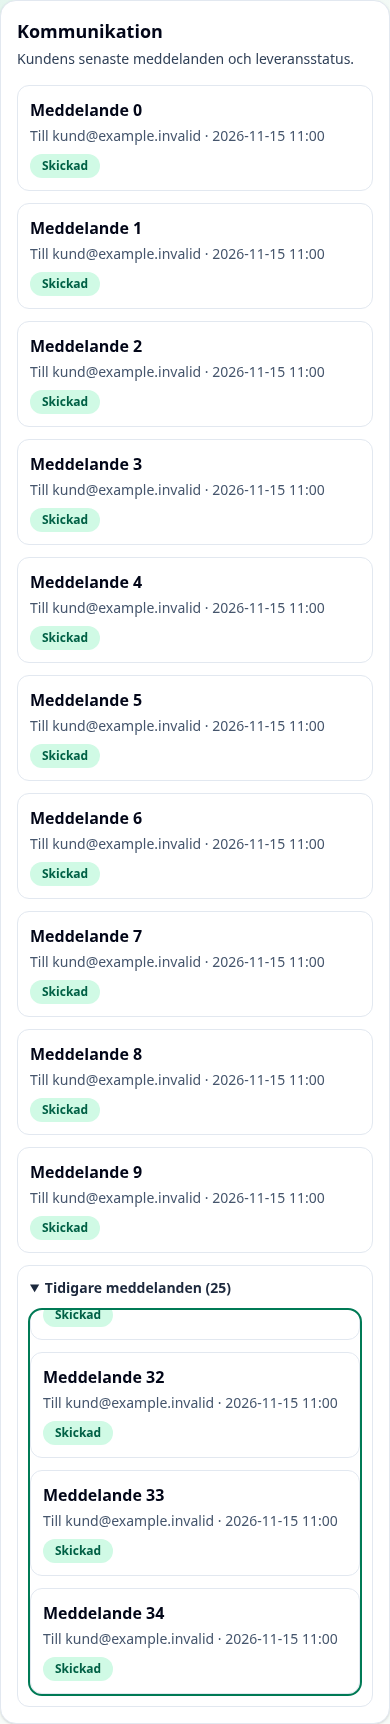 Kommunikation
Kundens senaste meddelanden och leveransstatus.
Meddelande 0
Till kund@example.invalid · 2026-11-15 11:00
Skickad
Meddelande 1
Till kund@example.invalid · 2026-11-15 11:00
Skickad
Meddelande 2
Till kund@example.invalid · 2026-11-15 11:00
Skickad
Meddelande 3
Till kund@example.invalid · 2026-11-15 11:00
Skickad
Meddelande 4
Till kund@example.invalid · 2026-11-15 11:00
Skickad
Meddelande 5
Till kund@example.invalid · 2026-11-15 11:00
Skickad
Meddelande 6
Till kund@example.invalid · 2026-11-15 11:00
Skickad
Meddelande 7
Till kund@example.invalid · 2026-11-15 11:00
Skickad
Meddelande 8
Till kund@example.invalid · 2026-11-15 11:00
Skickad
Meddelande 9
Till kund@example.invalid · 2026-11-15 11:00
Skickad
▼ Tidigare meddelanden (25)
Skickad
Meddelande 32
Till kund@example.invalid · 2026-11-15 11:00
Skickad
Meddelande 33
Till kund@example.invalid · 2026-11-15 11:00
Skickad
Meddelande 34
Till kund@example.invalid · 2026-11-15 11:00
Skickad